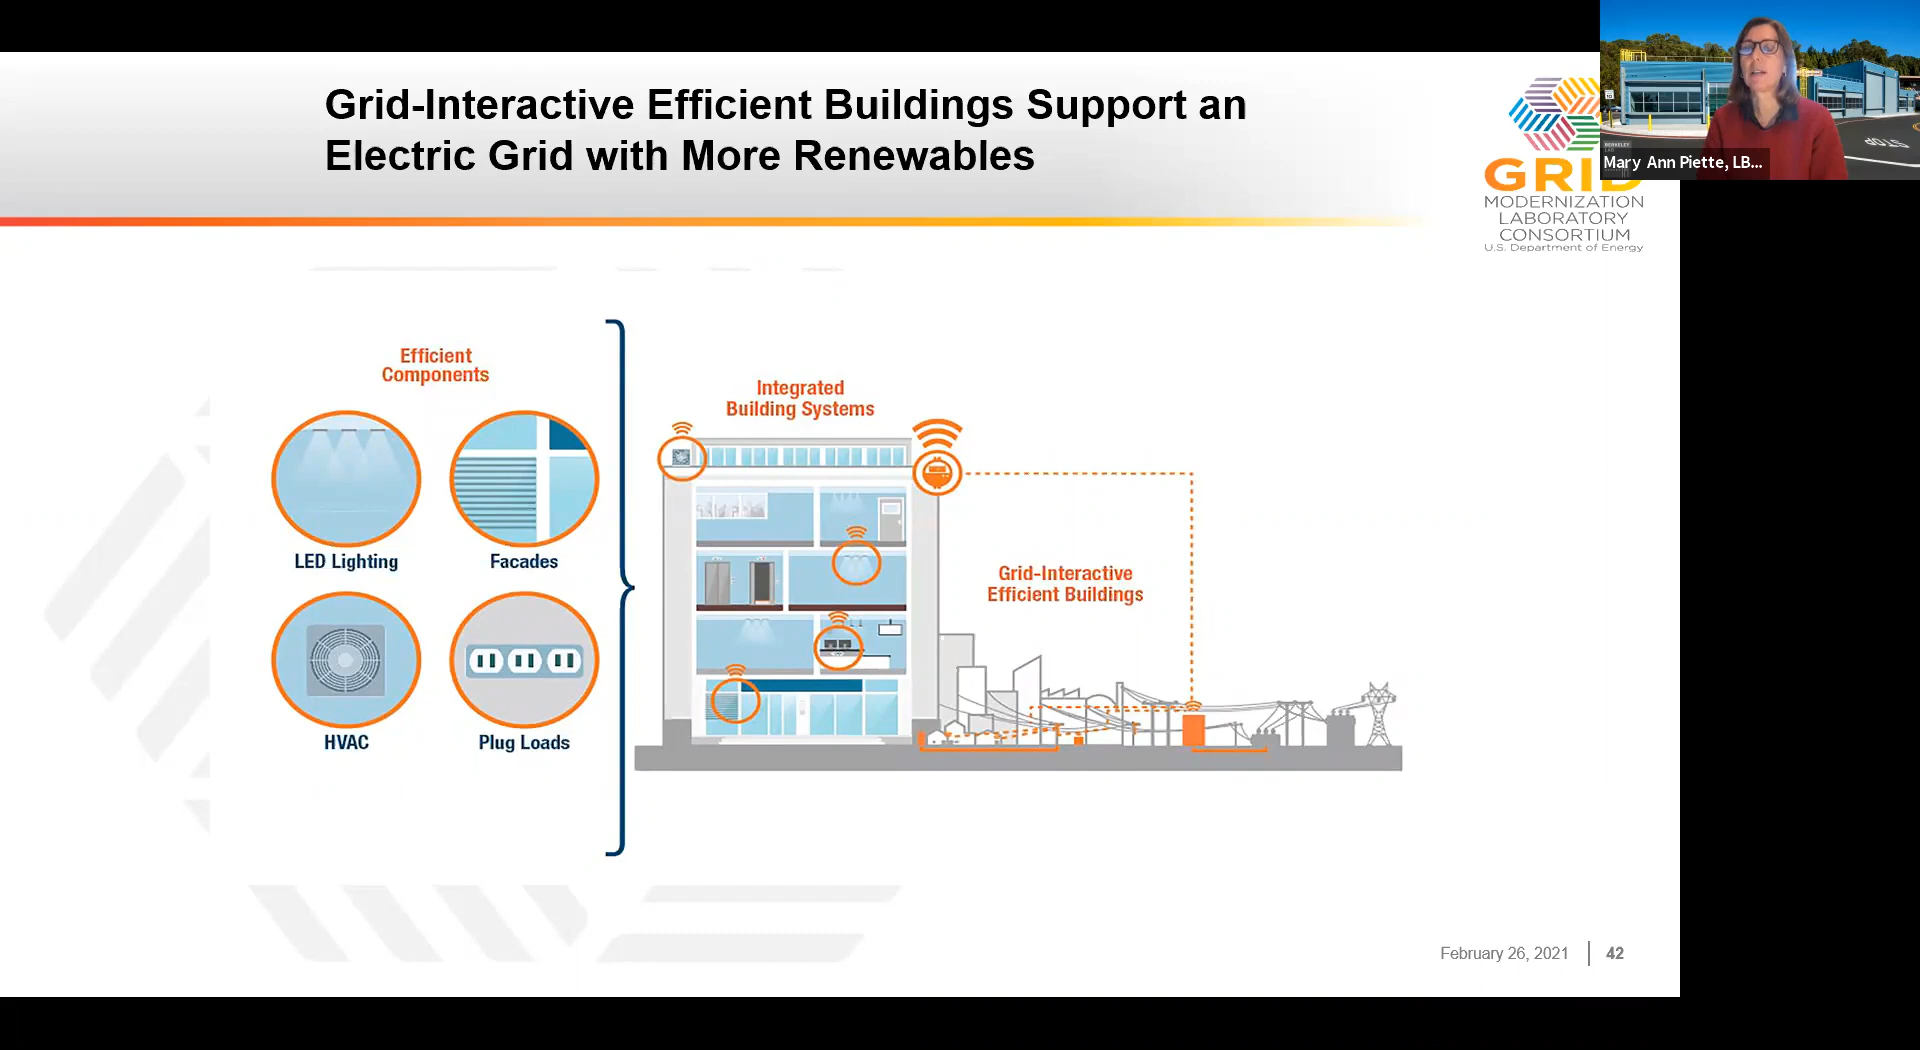 Grid-Interactive Efficient Buildings Support an
Electric Grid with More Renewables
Mary Ann Piette, LB...
GRID
MODERNIZATION
LABORATORY
CONSORTIUM
U.S. Department of Energy
Efficient
Components
LED Lighting
Facades
HVAC
Plug Loads
Integrated
Building Systems
Grid-Interactive
Efficient Buildings
February 26, 2021
42
STOP